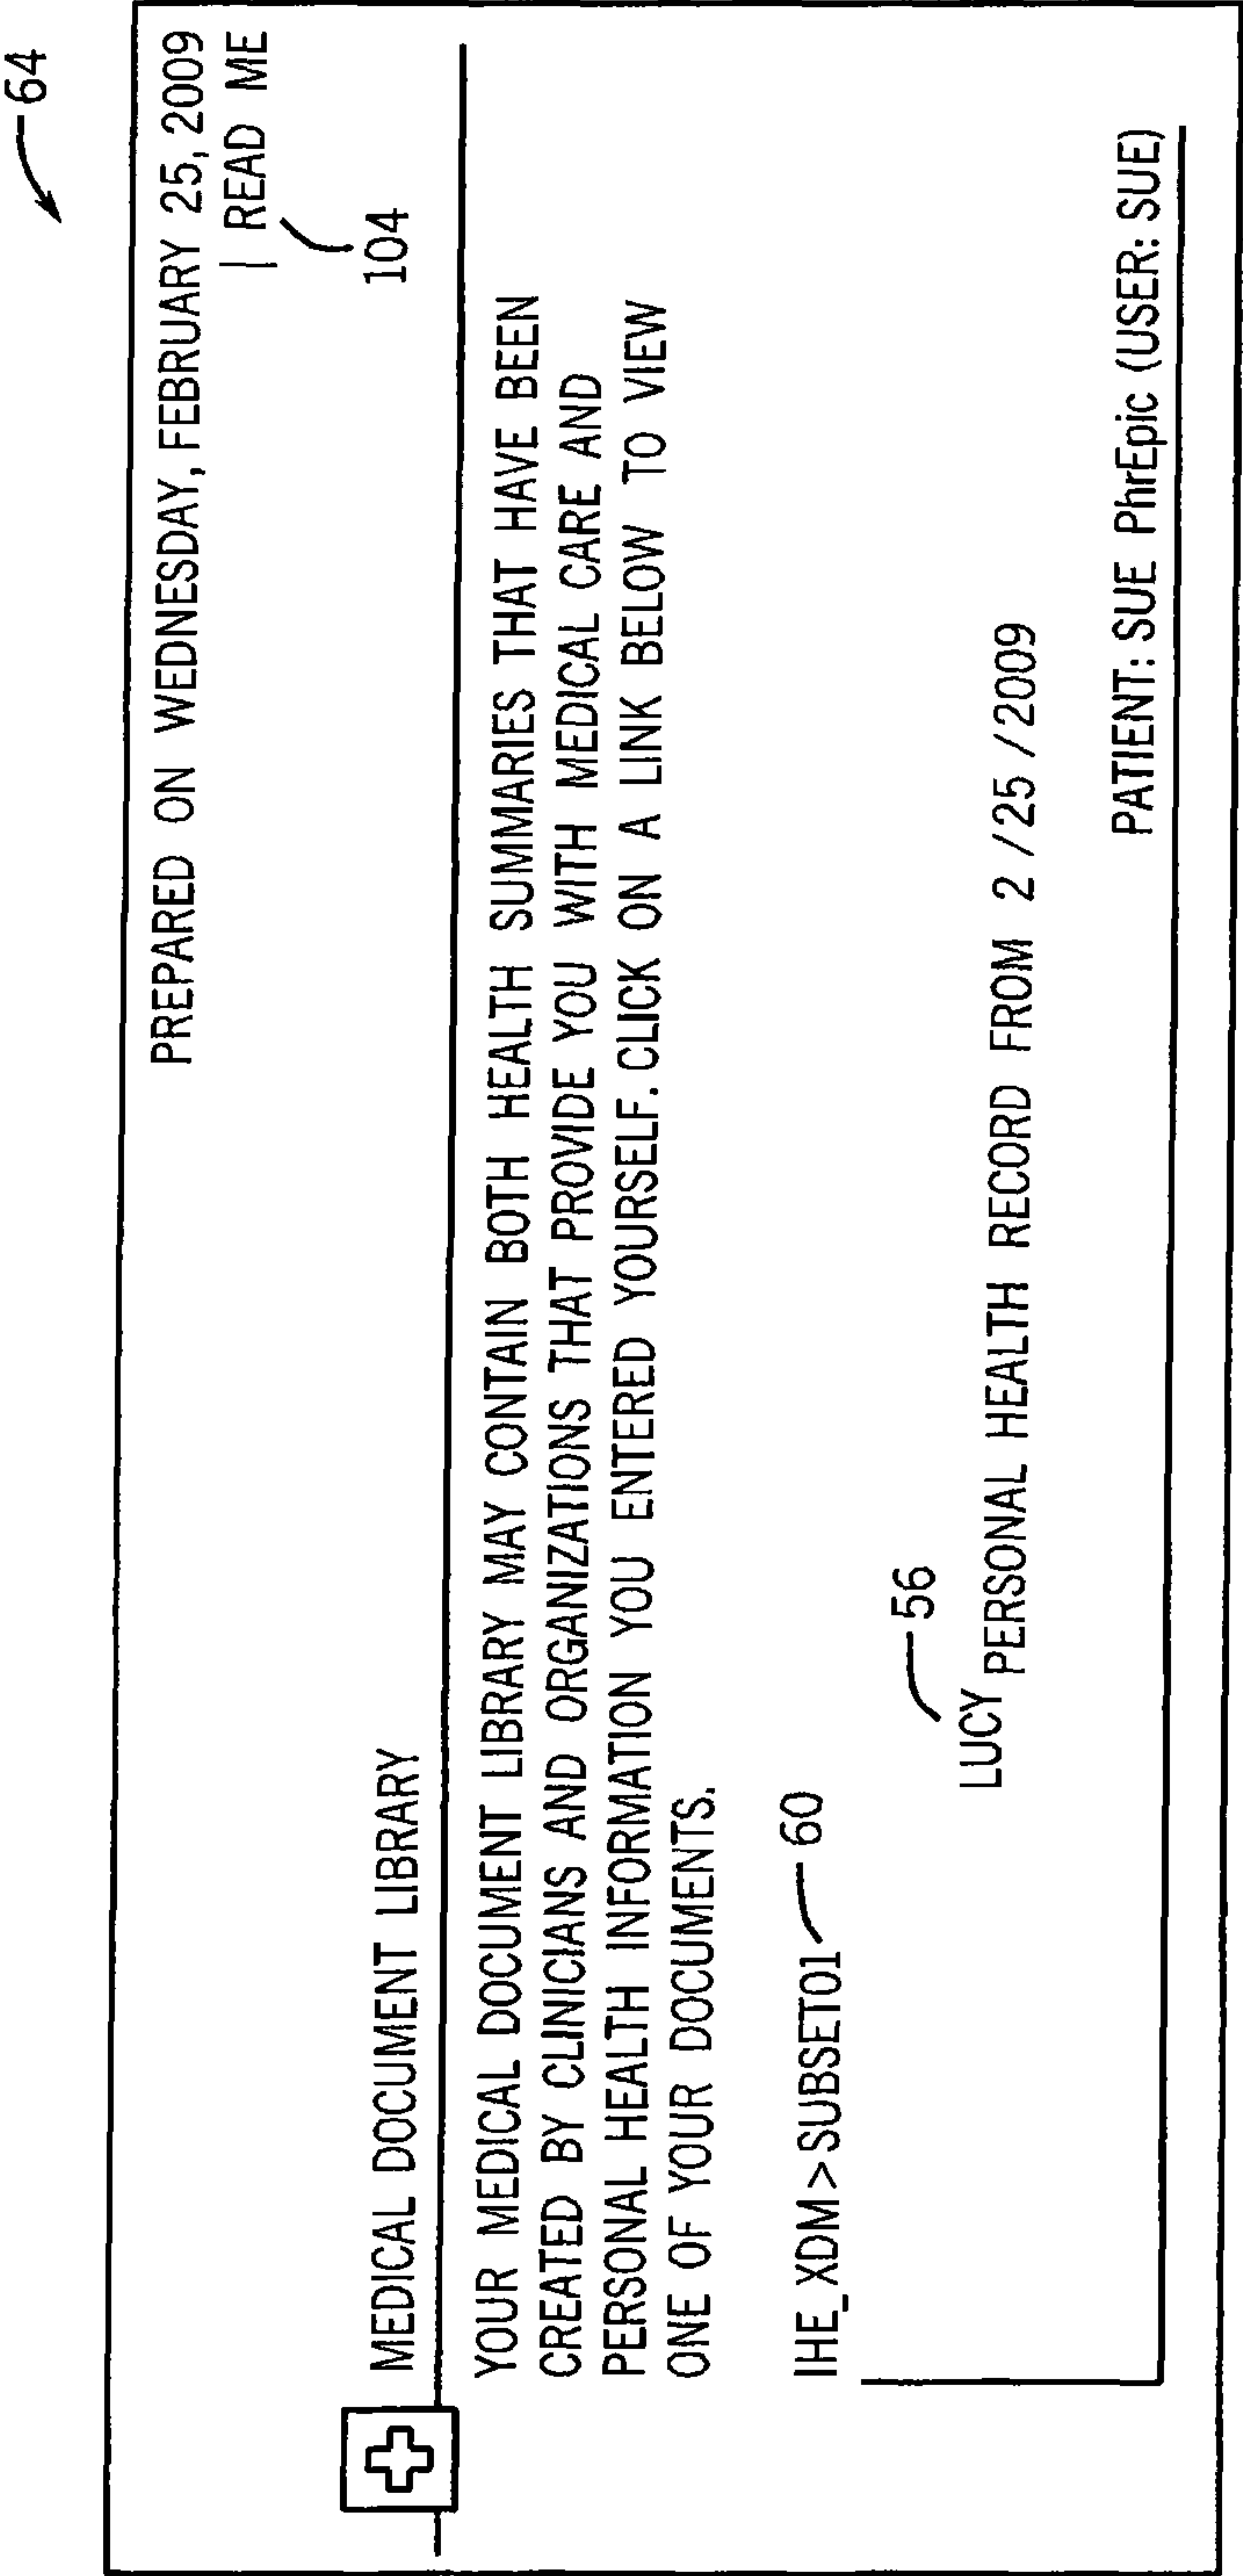 64
PREPARED ON WEDNESDAY, FEBRUARY 25, 2009
| READ ME
104
MEDICAL DOCUMENT LIBRARY
YOUR MEDICAL DOCUMENT LIBRARY MAY CONTAIN BOTH HEALTH SUMMARIES THAT HAVE BEEN
CREATED BY CLINICIANS AND ORGANIZATIONS THAT PROVIDE YOU WITH MEDICAL CARE AND
PERSONAL HEALTH INFORMATION YOU ENTERED YOURSELF. CLICK ON A LINK BELOW TO VIEW
ONE OF YOUR DOCUMENTS.
IHE_XDM>SUBSET01 60
56
LUCY PERSONAL HEALTH RECORD FROM 2 /25 /2009
PATIENT: SUE PhrEpic (USER: SUE)